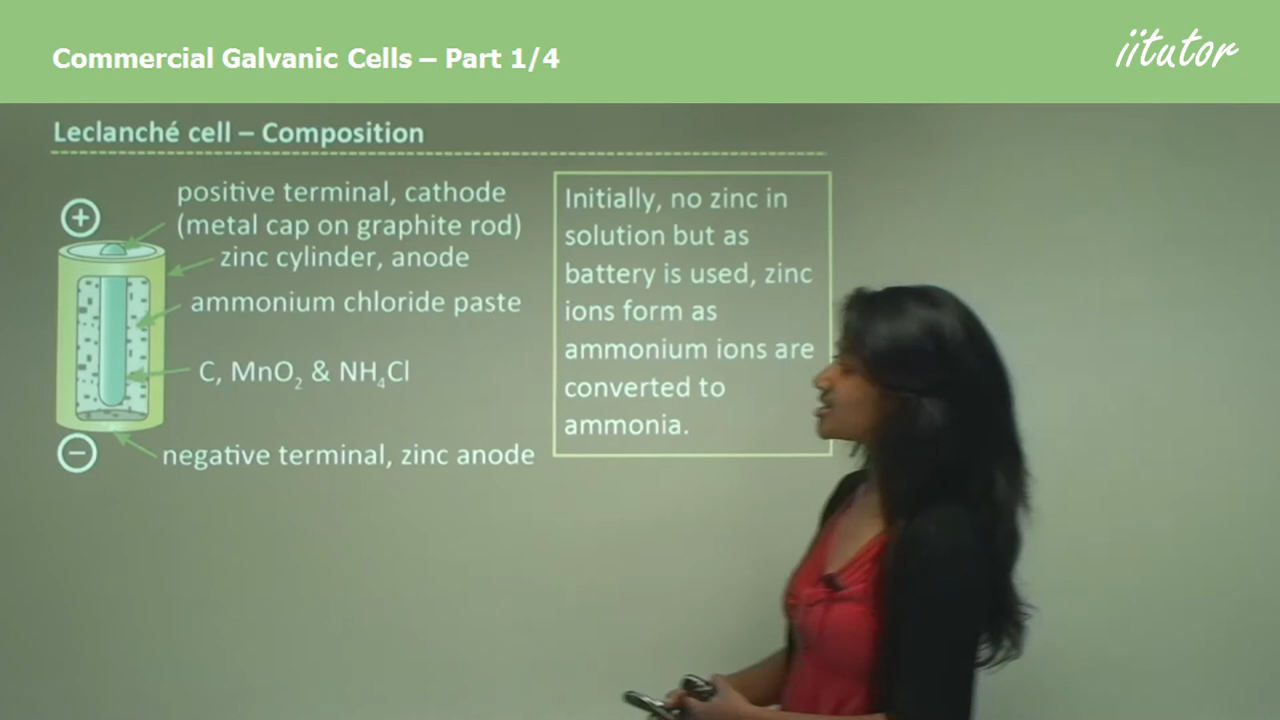 Commercial Galvanic Cells – Part 1/4
iitutor
Leclanché cell – Composition
+
positive terminal, cathode
(metal cap on graphite rod)
zinc cylinder, anode
ammonium chloride paste
C, MnO₂ & NH₄Cl
−
negative terminal, zinc anode
Initially, no zinc in
solution but as
battery is used, zinc
ions form as
ammonium ions are
converted to
ammonia.